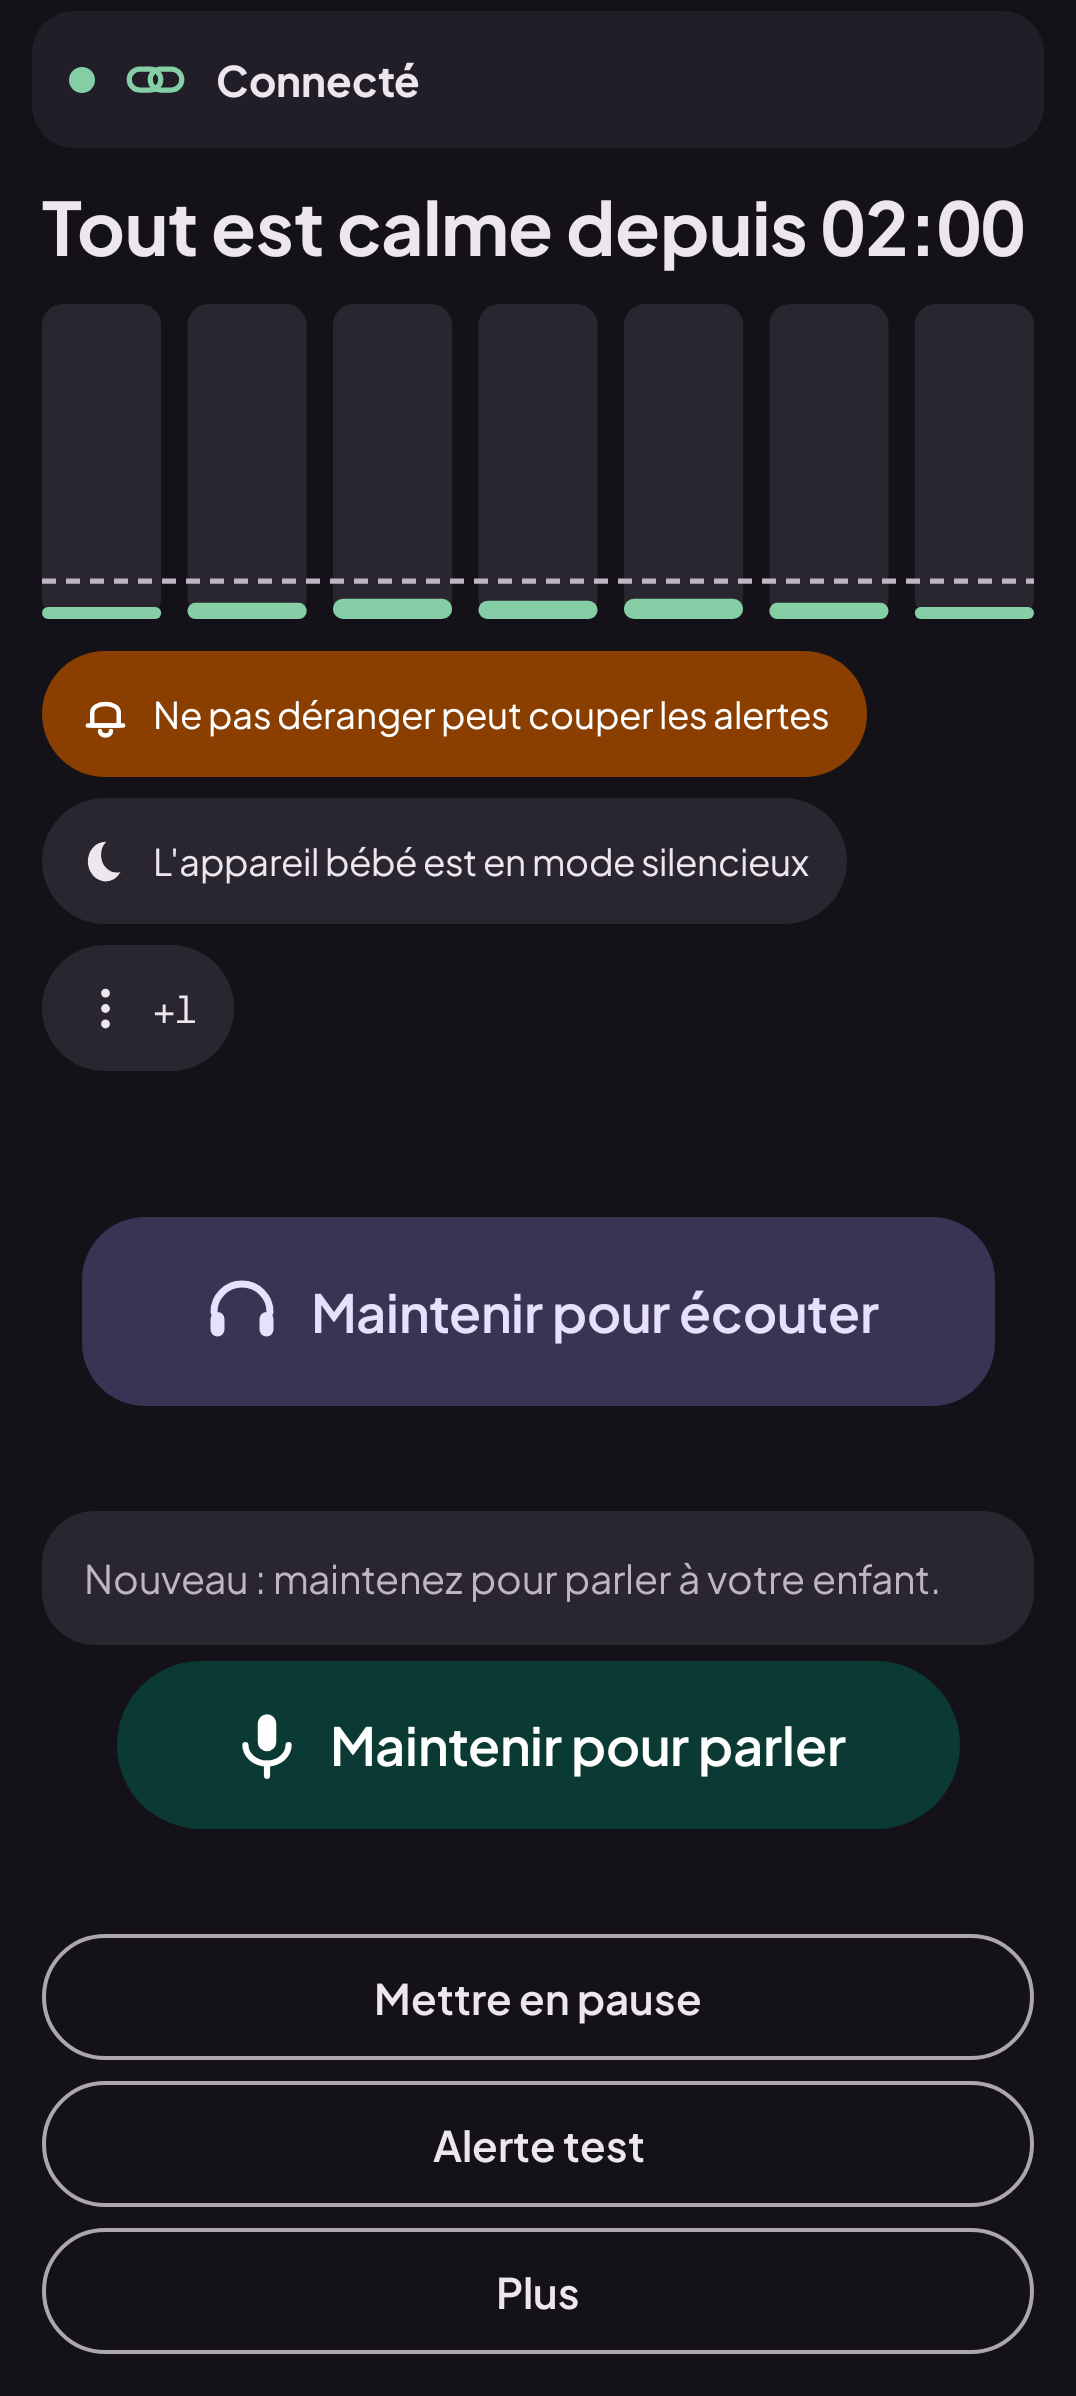 Connecté
Tout est calme depuis 02:00
Ne pas déranger peut couper les alertes
L'appareil bébé est en mode silencieux
+1
Maintenir pour écouter
Nouveau : maintenez pour parler à votre enfant.
Maintenir pour parler
Mettre en pause
Alerte test
Plus